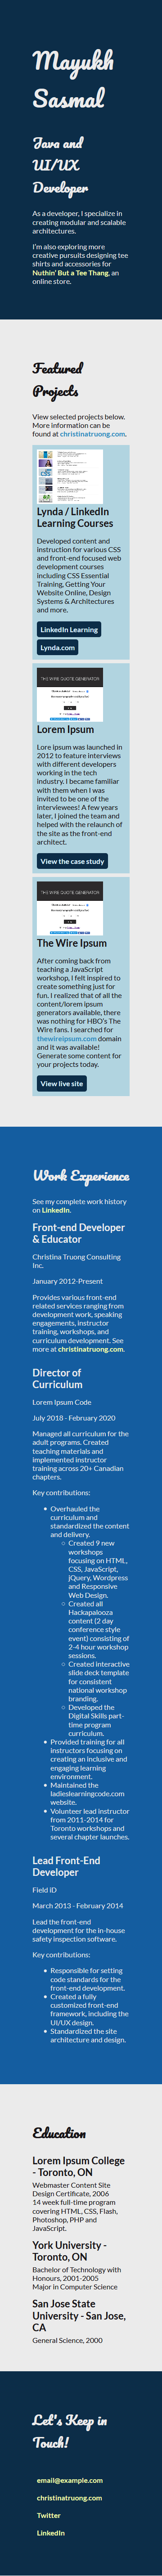 Mayukh
Sasmal
Java and
UI/UX
Developer
As a developer, I specialize in
creating modular and scalable
architectures.
I'm also exploring more
creative pursuits designing tee
shirts and accessories for
Nuthin' But a Tee Thang, an
online store.
Featured
Projects
View selected projects below.
More information can be
found at christinatruong.com.
Lynda / LinkedIn
Learning Courses
Developed content and
instruction for various CSS
and front-end focused web
development courses
including CSS Essential
Training, Getting Your
Website Online, Design
Systems & Architectures
and more.
LinkedIn Learning
Lynda.com
THE WIRE QUOTE GENERATOR
Lorem Ipsum
Lore ipsum was launched in
2012 to feature interviews
with different developers
working in the tech
industry. I became familiar
with them when I was
invited to be one of the
interviewees! A few years
later, I joined the team and
helped with the relaunch of
the site as the front-end
architect.
View the case study
THE WIRE QUOTE GENERATOR
The Wire Ipsum
After coming back from
teaching a JavaScript
workshop, I felt inspired to
create something just for
fun. I realized that of all the
content/lorem ipsum
generators available, there
was nothing for HBO's The
Wire fans. I searched for
thewireipsum.com domain
and it was available!
Generate some content for
your projects today.
View live site
Work Experience
See my complete work history
on LinkedIn.
Front-end Developer
& Educator
Christina Truong Consulting
Inc.
January 2012-Present
Provides various front-end
related services ranging from
development work, speaking
engagements, instructor
training, workshops, and
curriculum development. See
more at christinatruong.com.
Director of
Curriculum
Lorem Ipsum Code
July 2018 - February 2020
Managed all curriculum for the
adult programs. Created
teaching materials and
implemented instructor
training across 20+ Canadian
chapters.
Key contributions:
Overhauled the
curriculum and
standardized the content
and delivery.
Created 9 new
workshops
focusing on HTML,
CSS, JavaScript,
jQuery, Wordpress
and Responsive
Web Design.
Created all
Hackapalooza
content (2 day
conference style
event) consisting of
2-4 hour workshop
sessions.
Created interactive
slide deck template
for consistent
national workshop
branding.
Developed the
Digital Skills part-
time program
curriculum.
Provided training for all
instructors focusing on
creating an inclusive and
engaging learning
environment.
Maintained the
ladieslearningcode.com
website.
Volunteer lead instructor
from 2011-2014 for
Toronto workshops and
several chapter launches.
Lead Front-End
Developer
Field ID
March 2013 - February 2014
Lead the front-end
development for the in-house
safety inspection software.
Key contributions:
Responsible for setting
code standards for the
front-end development.
Created a fully
customized front-end
framework, including the
UI/UX design.
Standardized the site
architecture and design.
Education
Lorem Ipsum College
- Toronto, ON
Webmaster Content Site
Design Certificate, 2006
14 week full-time program
covering HTML, CSS, Flash,
Photoshop, PHP and
JavaScript.
York University -
Toronto, ON
Bachelor of Technology with
Honours, 2001-2005
Major in Computer Science
San Jose State
University - San Jose,
CA
General Science, 2000
Let's Keep in
Touch!
email@example.com
christinatruong.com
Twitter
LinkedIn